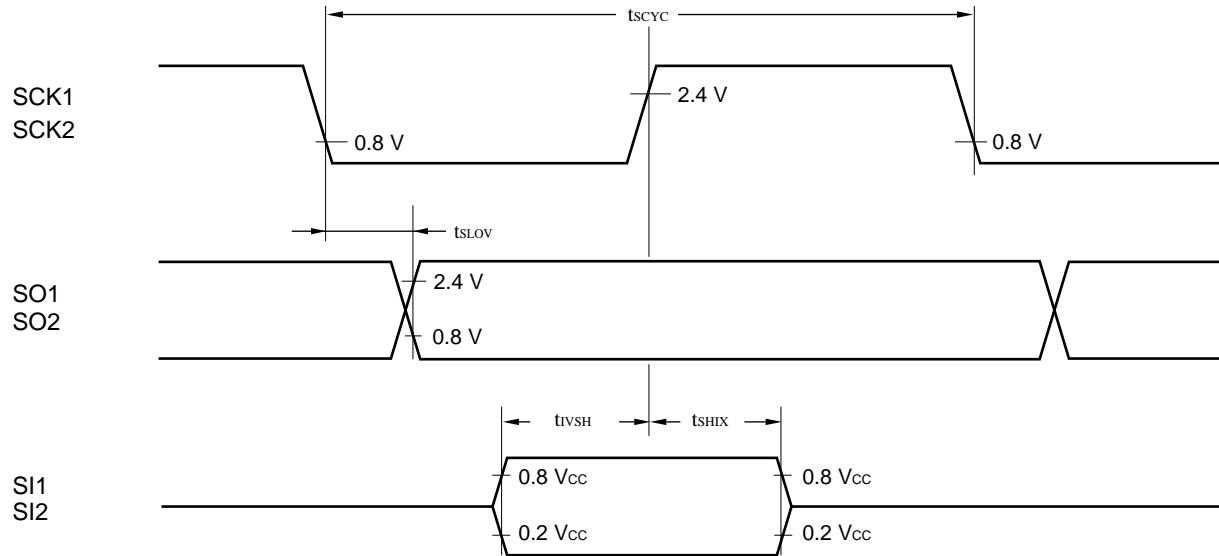 tSCYC
SCK1
SCK2
2.4 V
0.8 V
0.8 V
tSLOV
SO1
SO2
2.4 V
0.8 V
tIVSH
tSHIX
SI1
SI2
0.8 VCC
0.8 VCC
0.2 VCC
0.2 VCC